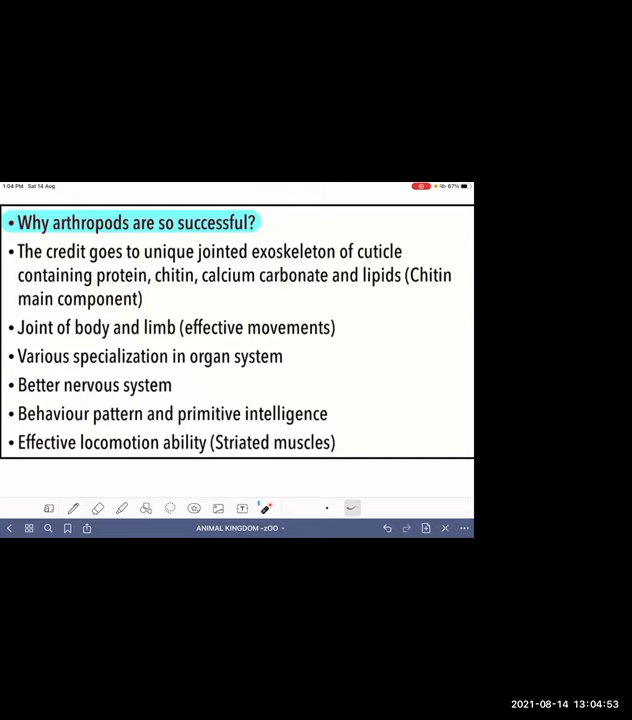 1:04 PM Sat 14 Aug
67%
• Why arthropods are so successful?
• The credit goes to unique jointed exoskeleton of cuticle
containing protein, chitin, calcium carbonate and lipids (Chitin
main component)
• Joint of body and limb (effective movements)
• Various specialization in organ system
• Better nervous system
• Behaviour pattern and primitive intelligence
• Effective locomotion ability (Striated muscles)
ANIMAL KINGDOM -zOO
2021-08-14 13:04:53